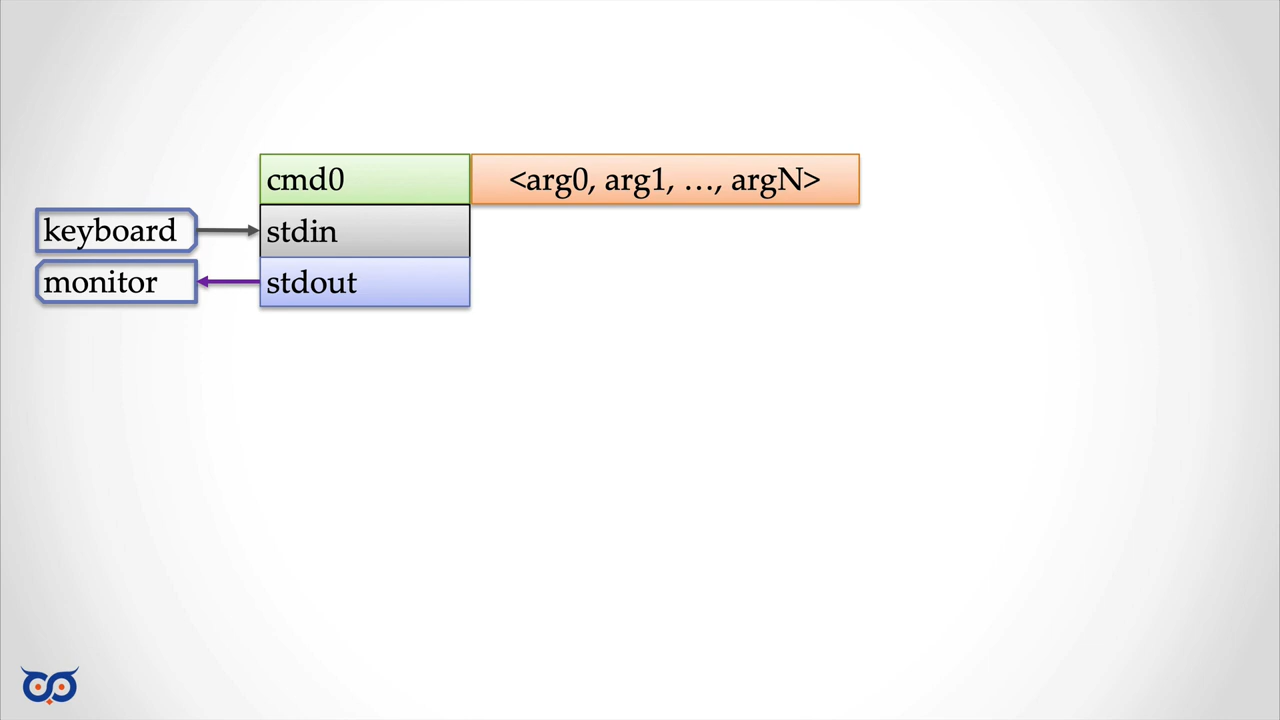 cmd0
<arg0, arg1, …, argN>
keyboard
stdin
monitor
stdout